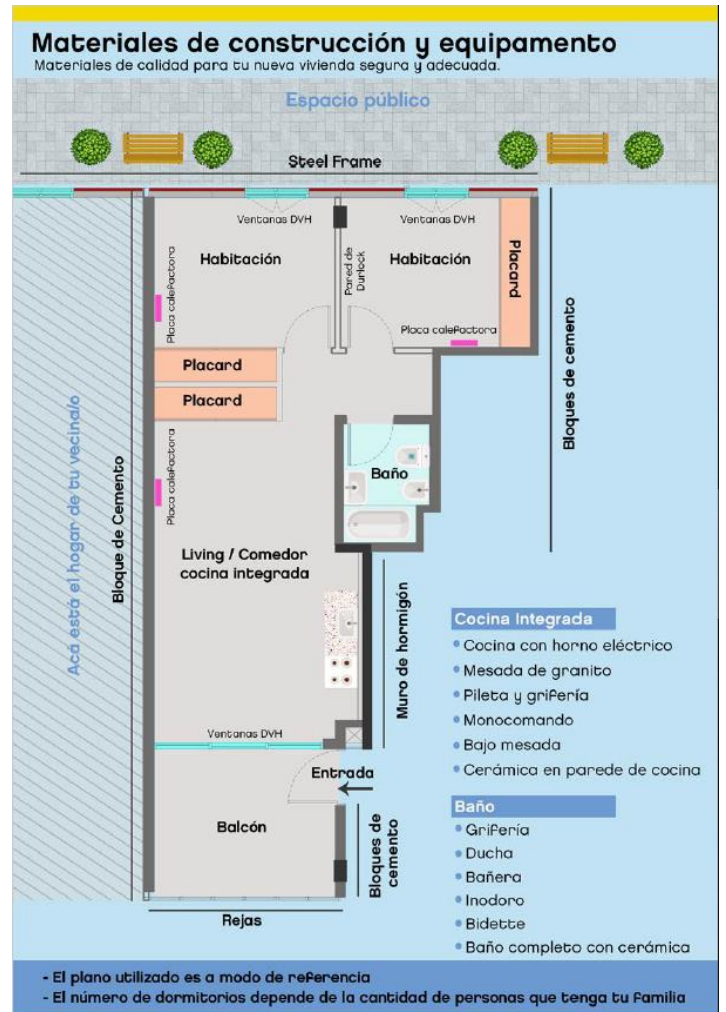 Materiales de construcción y equipamento
Materiales de calidad para tu nueva vivienda segura y adecuada.
Espacio público
Steel Frame
Ventanas DVH
Ventanas DVH
Habitación
Pared de
Durlock
Habitación
Placard
Placa calefactora
Placa calefactora
Placard
Placard
Bloques de cemento
Acá está el hogar de tu vecina/o
Bloque de Cemento
Placa calefactora
Baño
Living / Comedor
cocina integrada
Muro de hormigón
Ventanas DVH
Entrada
Balcón
Bloques de
cemento
Rejas
Cocina Integrada
Cocina con horno eléctrico
Mesada de granito
Pileta y grifería
Monocomando
Bajo mesada
Cerámica en parede de cocina
Baño
Grifería
Ducha
Bañera
Inodoro
Bidette
Baño completo con cerámica
- El plano utilizado es a modo de referencia
- El número de dormitorios depende de la cantidad de personas que tenga tu familia